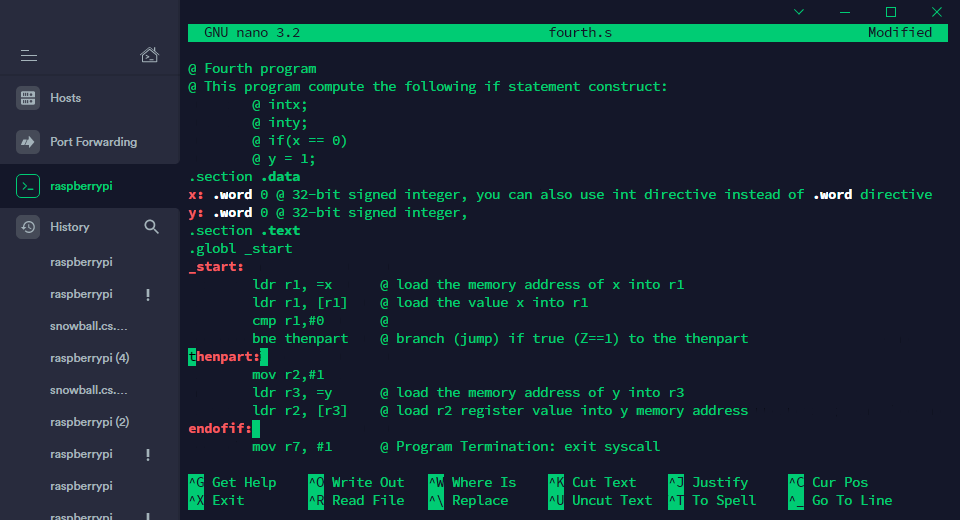 GNU nano 3.2 fourth.s Modified
Hosts
Port Forwarding
raspberrypi
History
raspberrypi
raspberrypi !
snowball.cs....
raspberrypi (4)
snowball.cs....
raspberrypi (2)
raspberrypi !
raspberrypi
raspberrypi !
@ Fourth program
@ This program compute the following if statement construct:
@ intx;
@ inty;
@ if(x == 0)
@ y = 1;
.section .data
x: .word 0 @ 32-bit signed integer, you can also use int directive instead of .word directive
y: .word 0 @ 32-bit signed integer,
.section .text
.globl _start
_start:
ldr r1, =x @ load the memory address of x into r1
ldr r1, [r1] @ load the value x into r1
cmp r1,#0 @
bne thenpart @ branch (jump) if true (Z==1) to the thenpart
thenpart:
mov r2,#1
ldr r3, =y @ load the memory address of y into r3
ldr r2, [r3] @ load r2 register value into y memory address
endofif:
mov r7, #1 @ Program Termination: exit syscall
^G Get Help ^O Write Out ^W Where Is ^K Cut Text ^J Justify ^C Cur Pos
^X Exit ^R Read File ^\ Replace ^U Uncut Text ^T To Spell ^_ Go To Line